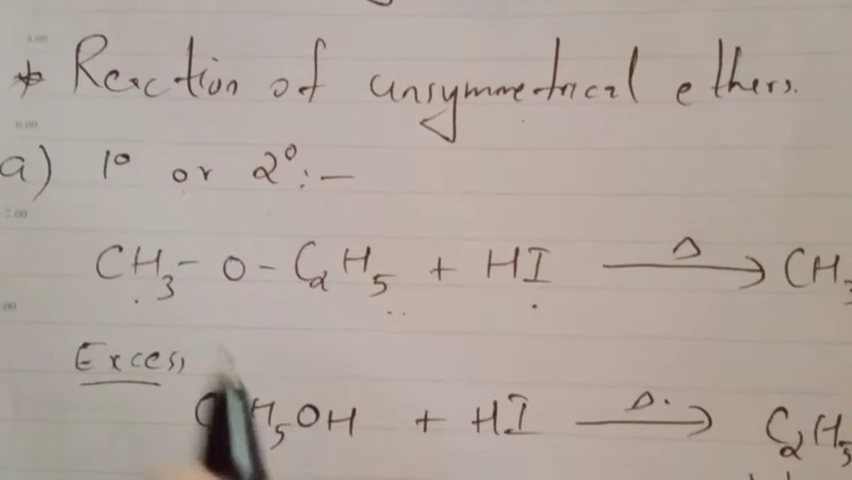 * Reaction of unsymmetrical ethers.
a) 1° or 2°:-
CH₃-O-C₂H₅ + HI —Δ→ CH₃
Excess
H₅OH + HI —Δ.→ C₂H₅